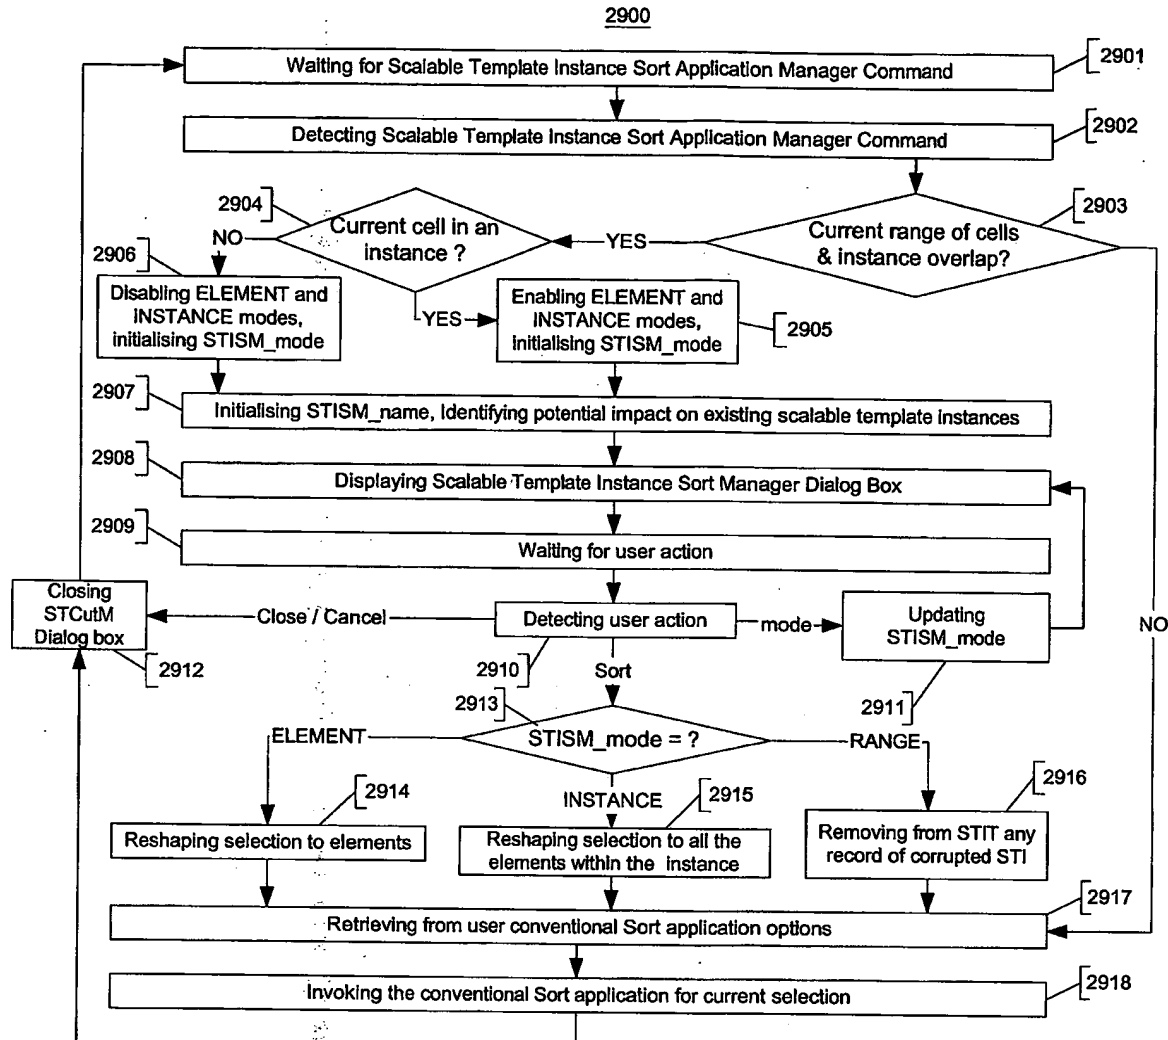 2900
Waiting for Scalable Template Instance Sort Application Manager Command
2901
Detecting Scalable Template Instance Sort Application Manager Command
2902
2904
Current cell in an
instance ?
YES
Current range of cells
& instance overlap?
2903
NO
2906
Disabling ELEMENT and
INSTANCE modes,
initialising STISM_mode
YES
Enabling ELEMENT and
INSTANCE modes,
initialising STISM_mode
2905
2907
Initialising STISM_name, Identifying potential impact on existing scalable template instances
2908
Displaying Scalable Template Instance Sort Manager Dialog Box
2909
Waiting for user action
Closing
STCutM
Dialog box
2912
Close / Cancel
Detecting user action
2910
mode
Updating
STISM_mode
2911
NO
Sort
2913
STISM_mode = ?
ELEMENT
INSTANCE
RANGE
2914
Reshaping selection to elements
2915
Reshaping selection to all the
elements within the instance
2916
Removing from STIT any
record of corrupted STI
2917
Retrieving from user conventional Sort application options
Invoking the conventional Sort application for current selection
2918